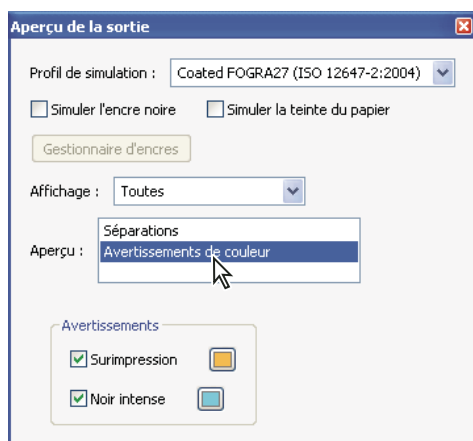 Aperçu de la sortie
Profil de simulation : Coated FOGRA27 (ISO 12647-2:2004)
Simuler l'encre noire Simuler la teinte du papier
Gestionnaire d'encres
Affichage : Toutes
Séparations
Aperçu : Avertissements de couleur
Avertissements
Surimpression
Noir intense